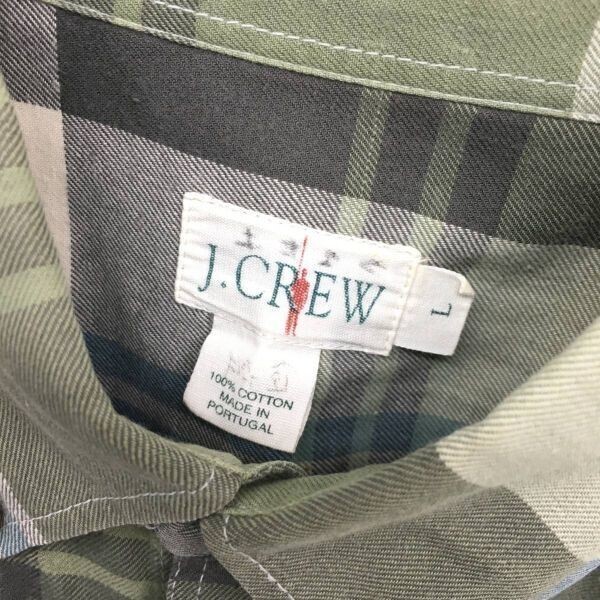 J.CREW
L
100% COTTON
MADE IN
PORTUGAL